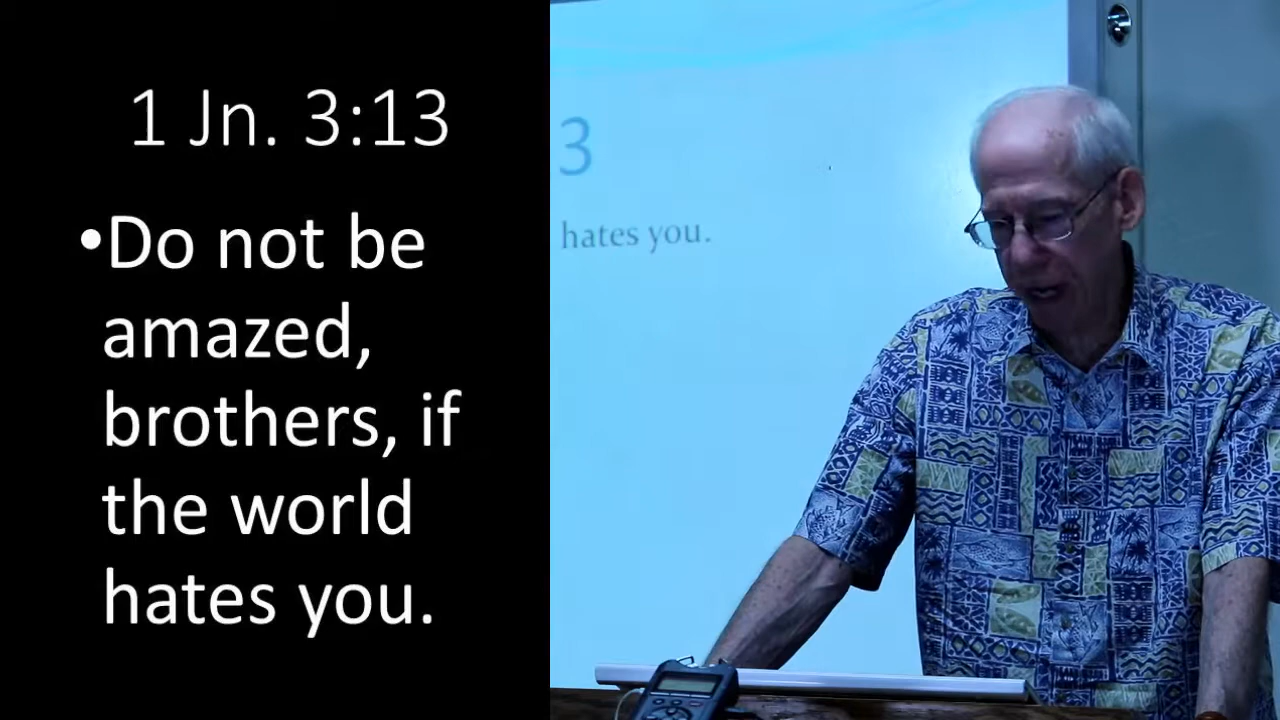 1 Jn. 3:13
•Do not be
amazed,
brothers, if
the world
hates you.
3
hates you.